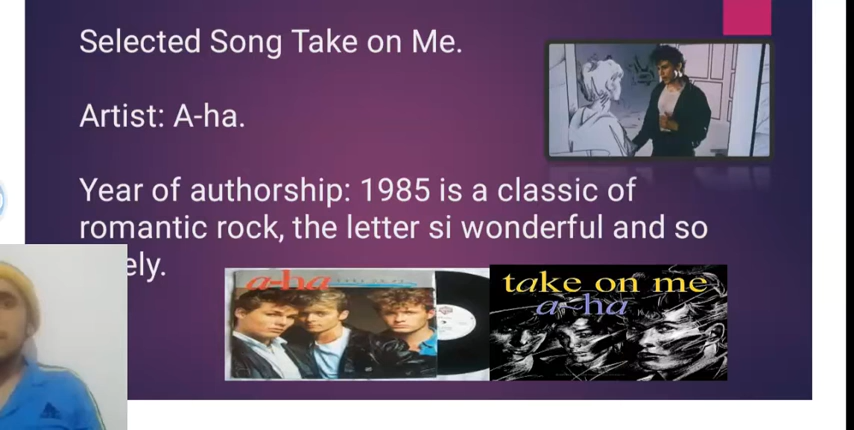 Selected Song Take on Me.
Artist: A-ha.
Year of authorship: 1985 is a classic of
romantic rock, the letter si wonderful and so
a-ha
take on me
a-ha